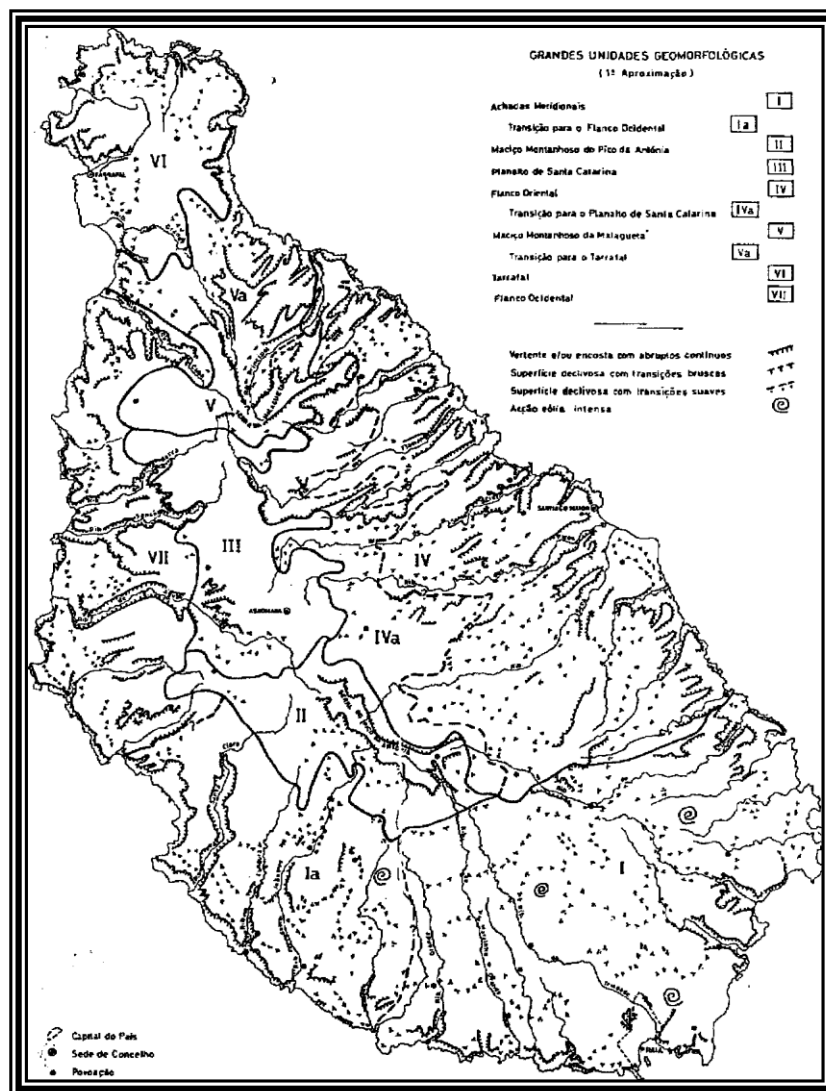 GRANDES UNIDADES GEOMORFOLÓGICAS
(1ª Aproximação)
Achadas Meridionais I
Transição para o Flanco Ocidental Ia
Maciço Montanhoso do Pico da Antónia II
Planalto de Santa Catarina III
Flanco Oriental IV
Transição para o Planalto de Santa Catarina IVa
Maciço Montanhoso da Malagueta V
Transição para o Tarrafal Va
Tarrafal VI
Flanco Ocidental VII
Vertente e/ou encosta com abruptos contínuos
Superfície declivosa com transições bruscas
Superfície declivosa com transições suaves
Acção eólia intensa
VI
TARRAFAL
Va
V
V
SANTIAGO MAIOR
III
VII
IV
ASSOMADA
IVa
II
Ia
I
PRAIA
Capital do País
Sede de Concelho
Povoação